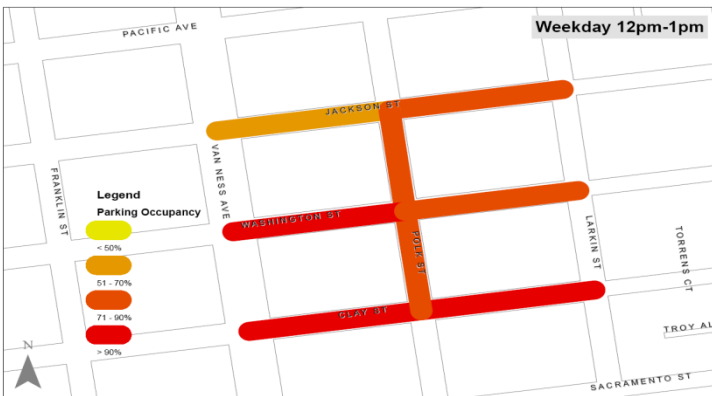 Weekday 12pm-1pm
PACIFIC AVE
JACKSON ST
FRANKLIN ST
VAN NESS AVE
Legend
Parking Occupancy
< 50%
51 - 70%
71 - 90%
> 90%
WASHINGTON ST
POLK ST
LARKIN ST
TORRENS CT
CLAY ST
TROY AL
SACRAMENTO ST
N